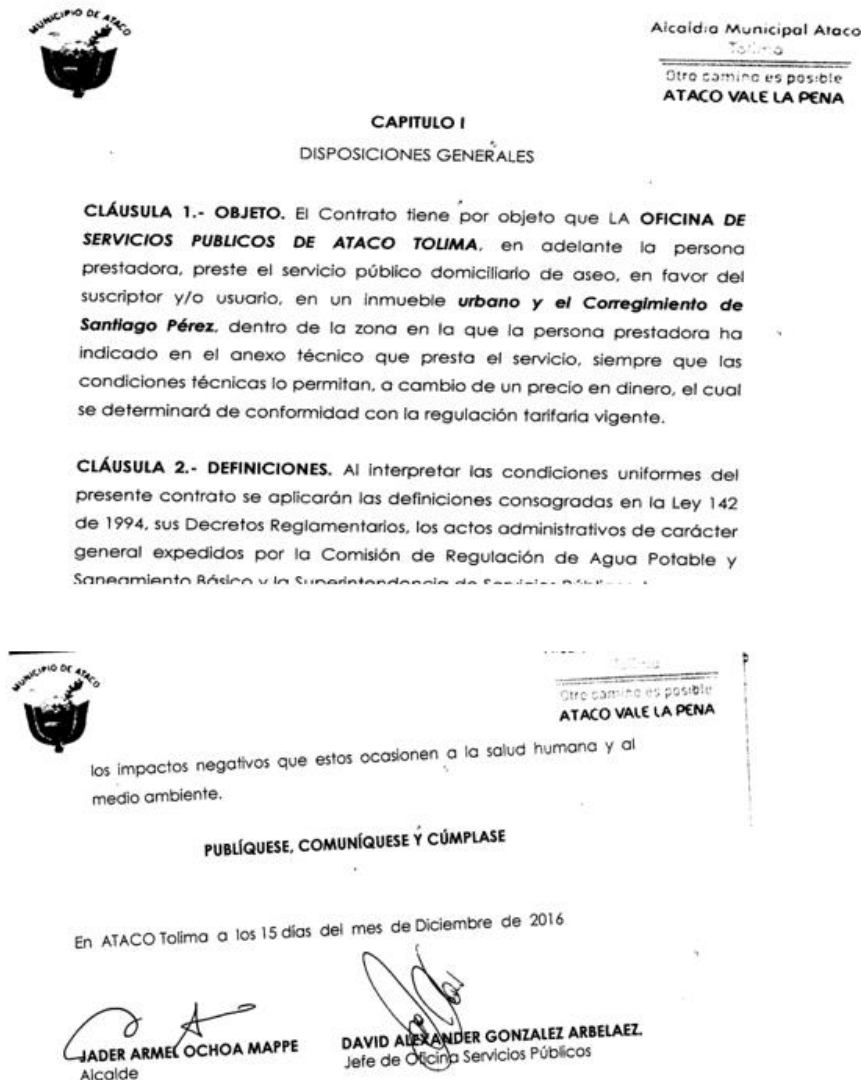 MUNICIPIO DE ATACO
Alcaldía Municipal Ataco
Tolima
Otro camino es posible
ATACO VALE LA PENA
CAPITULO I
DISPOSICIONES GENERALES
CLÁUSULA 1.- OBJETO. El Contrato tiene por objeto que LA OFICINA DE
SERVICIOS PUBLICOS DE ATACO TOLIMA, en adelante la persona
prestadora, preste el servicio público domiciliario de aseo, en favor del
suscriptor y/o usuario, en un inmueble urbano y el Corregimiento de
Santiago Pérez, dentro de la zona en la que la persona prestadora ha
indicado en el anexo técnico que presta el servicio, siempre que las
condiciones técnicas lo permitan, a cambio de un precio en dinero, el cual
se determinará de conformidad con la regulación tarifaria vigente.
CLÁUSULA 2.- DEFINICIONES. Al interpretar las condiciones uniformes del
presente contrato se aplicarán las definiciones consagradas en la Ley 142
de 1994, sus Decretos Reglamentarios, los actos administrativos de carácter
general expedidos por la Comisión de Regulación de Agua Potable y
Saneamiento Básico y la Superintendencia de Servicios
MUNICIPIO DE ATACO
Tolima
Otro camino es posible
ATACO VALE LA PENA
los impactos negativos que estos ocasionen a la salud humana y al
medio ambiente.
PUBLÍQUESE, COMUNÍQUESE Y CÚMPLASE
En ATACO Tolima a los 15 días del mes de Diciembre de 2016
JADER ARMEL OCHOA MAPPE
Alcalde
DAVID ALEXANDER GONZALEZ ARBELAEZ.
Jefe de Oficina Servicios Públicos